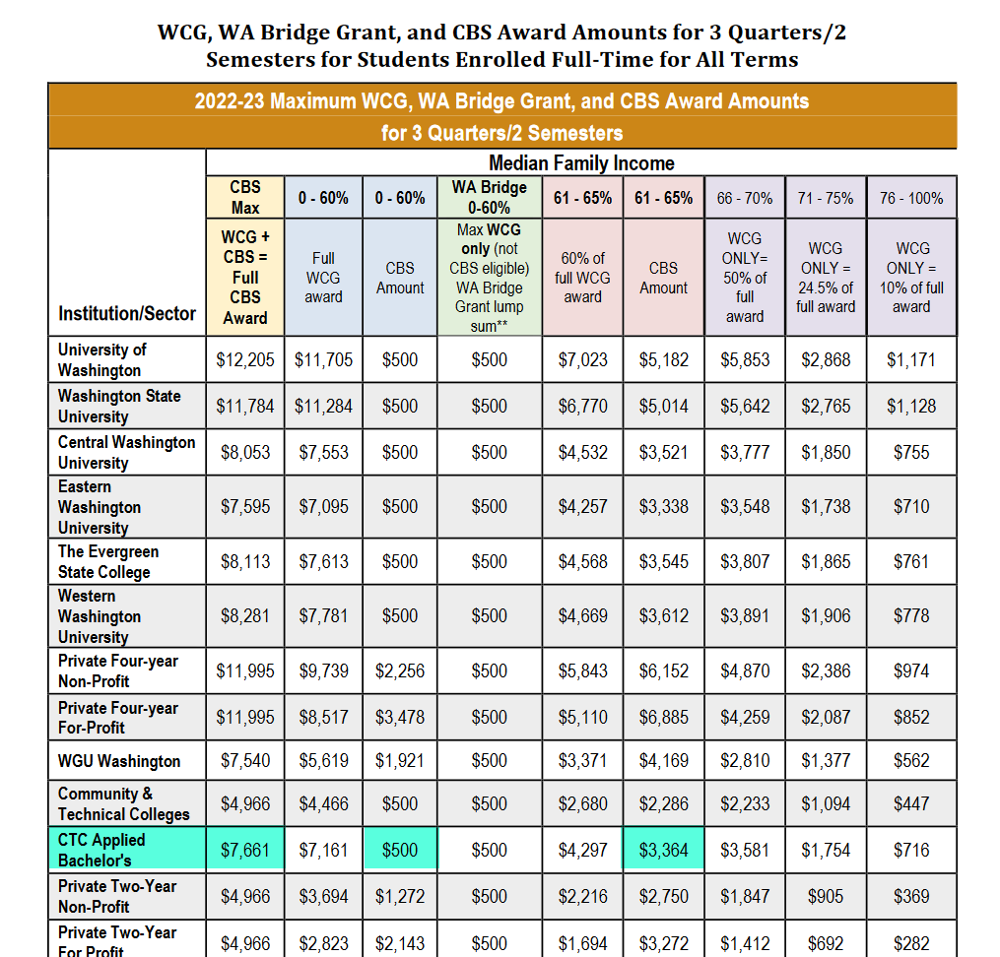 WCG, WA Bridge Grant, and CBS Award Amounts for 3 Quarters/2
Semesters for Students Enrolled Full-Time for All Terms
2022-23 Maximum WCG, WA Bridge Grant, and CBS Award Amounts
for 3 Quarters/2 Semesters
Median Family Income
CBS
Max
0 - 60%
0 - 60%
WA Bridge
0-60%
61 - 65%
61 - 65%
66 - 70%
71 - 75%
76 - 100%
Institution/Sector
WCG +
CBS =
Full
CBS
Award
Full
WCG
award
CBS
Amount
Max WCG
only (not
CBS eligible)
WA Bridge
Grant lump
sum**
60% of
full WCG
award
CBS
Amount
WCG
ONLY=
50% of
full
award
WCG
ONLY =
24.5% of
full award
WCG
ONLY =
10% of full
award
University of
Washington
$12,205 $11,705 $500 $500 $7,023 $5,182 $5,853 $2,868 $1,171
Washington State
University
$11,784 $11,284 $500 $500 $6,770 $5,014 $5,642 $2,765 $1,128
Central Washington
University
$8,053 $7,553 $500 $500 $4,532 $3,521 $3,777 $1,850 $755
Eastern
Washington
University
$7,595 $7,095 $500 $500 $4,257 $3,338 $3,548 $1,738 $710
The Evergreen
State College
$8,113 $7,613 $500 $500 $4,568 $3,545 $3,807 $1,865 $761
Western
Washington
University
$8,281 $7,781 $500 $500 $4,669 $3,612 $3,891 $1,906 $778
Private Four-year
Non-Profit
$11,995 $9,739 $2,256 $500 $5,843 $6,152 $4,870 $2,386 $974
Private Four-year
For-Profit
$11,995 $8,517 $3,478 $500 $5,110 $6,885 $4,259 $2,087 $852
WGU Washington $7,540 $5,619 $1,921 $500 $3,371 $4,169 $2,810 $1,377 $562
Community &
Technical Colleges
$4,966 $4,466 $500 $500 $2,680 $2,286 $2,233 $1,094 $447
CTC Applied
Bachelor's
$7,661 $7,161 $500 $500 $4,297 $3,364 $3,581 $1,754 $716
Private Two-Year
Non-Profit
$4,966 $3,694 $1,272 $500 $2,216 $2,750 $1,847 $905 $369
Private Two-Year
For Profit
$4,966 $2,823 $2,143 $500 $1,694 $3,272 $1,412 $692 $282